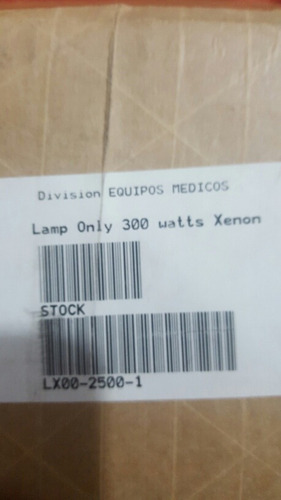 Division EQUIPOS MEDICOS
Lamp Only 300 watts Xenon
STOCK
LX00-2500-1